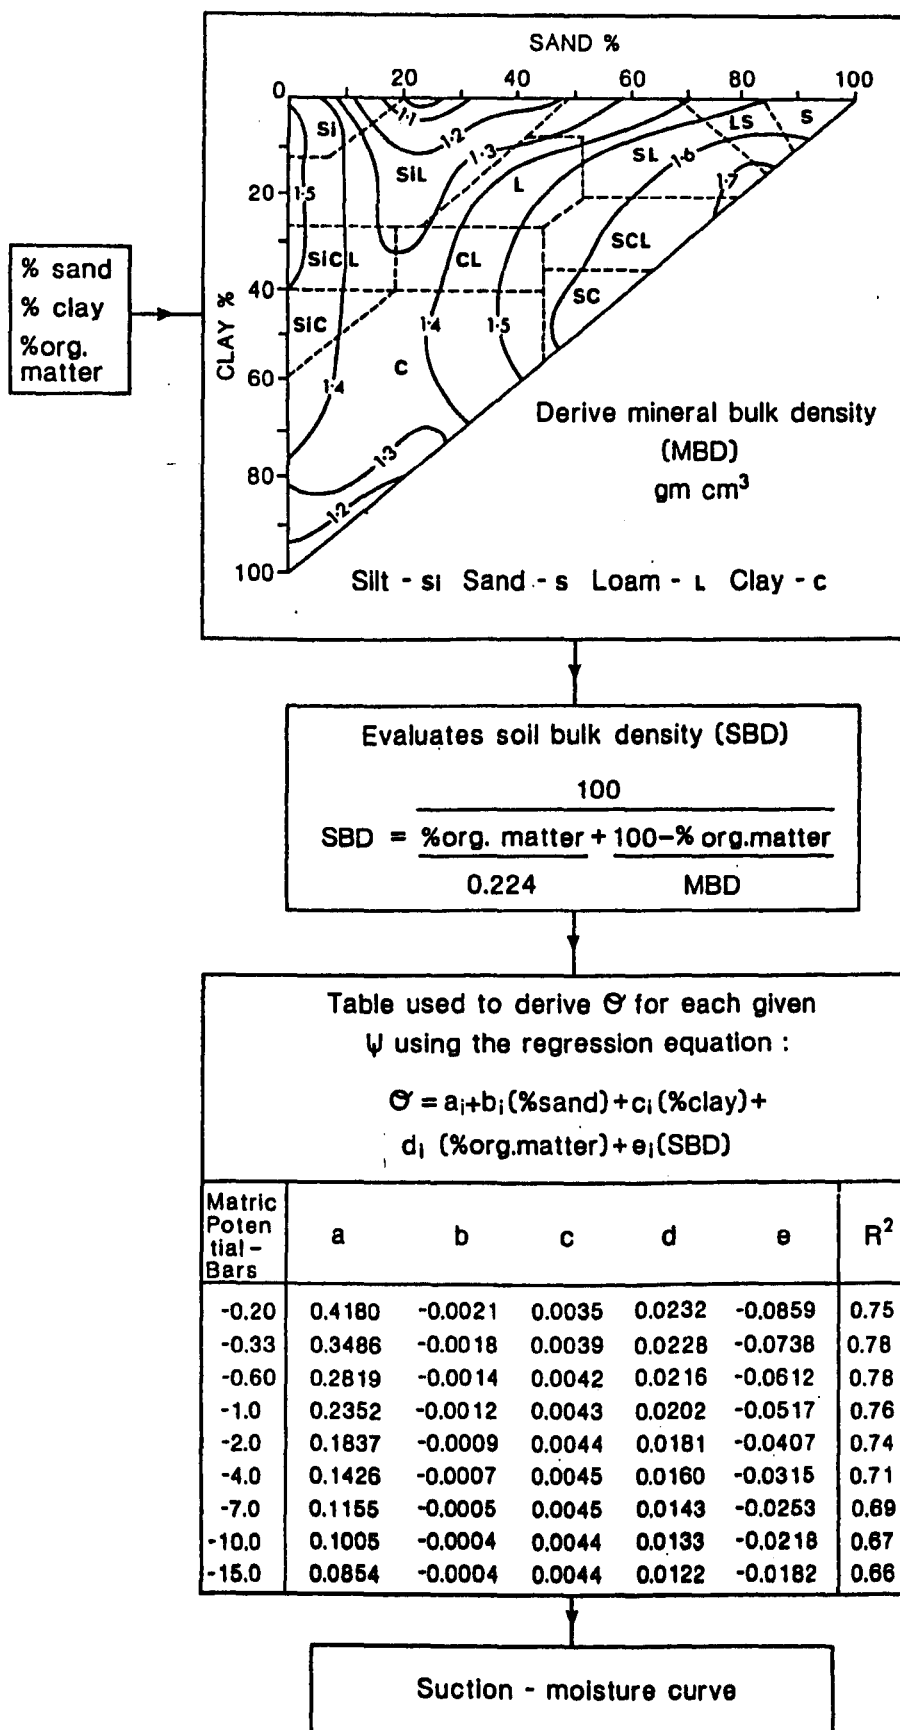 % sand
% clay
%org.
matter
SAND %
0 20 40 60 80 100
CLAY %
20
40
60
80
100
Si
SiL
SiCL
SiC
C
CL
L
SL
LS
S
SCL
SC
1·1
1·2
1·3
1·5
1·6
1·7
1·4
1·5
1·4
1·3
1·2
Derive mineral bulk density
(MBD)
gm cm³
Silt - SI Sand - S Loam - L Clay - C
Evaluates soil bulk density (SBD)
100
SBD = %org. matter + 100-% org.matter
0.224 MBD
Table used to derive Θ for each given
Ψ using the regression equation :
Θ = aᵢ+bᵢ(%sand)+cᵢ(%clay)+
dᵢ (%org.matter)+eᵢ(SBD)
Matric
Poten
tial -
Bars
a b c d e R²
-0.20 0.4180 -0.0021 0.0035 0.0232 -0.0859 0.75
-0.33 0.3486 -0.0018 0.0039 0.0228 -0.0738 0.78
-0.60 0.2819 -0.0014 0.0042 0.0216 -0.0612 0.78
-1.0 0.2352 -0.0012 0.0043 0.0202 -0.0517 0.76
-2.0 0.1837 -0.0009 0.0044 0.0181 -0.0407 0.74
-4.0 0.1426 -0.0007 0.0045 0.0160 -0.0315 0.71
-7.0 0.1155 -0.0005 0.0045 0.0143 -0.0253 0.69
-10.0 0.1005 -0.0004 0.0044 0.0133 -0.0218 0.67
-15.0 0.0854 -0.0004 0.0044 0.0122 -0.0182 0.66
Suction - moisture curve